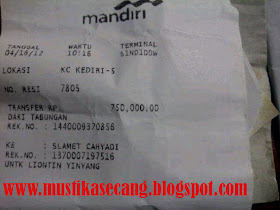 mandiri
TANGGAL WAKTU TERMINAL
04/16/12 10:16 S1ND1DDW
LOKASI KC KEDIRI-5
NO. RESI 7805
TRANSFER RP. 750,000.00
DARI TABUNGAN
REK.NO. : 1440009370858
KE : SLAMET CAHYADI
REK.NO. : 1370007197516
UNTK LIONTIN YINYANG
www.mustikasecang.blogspot.com